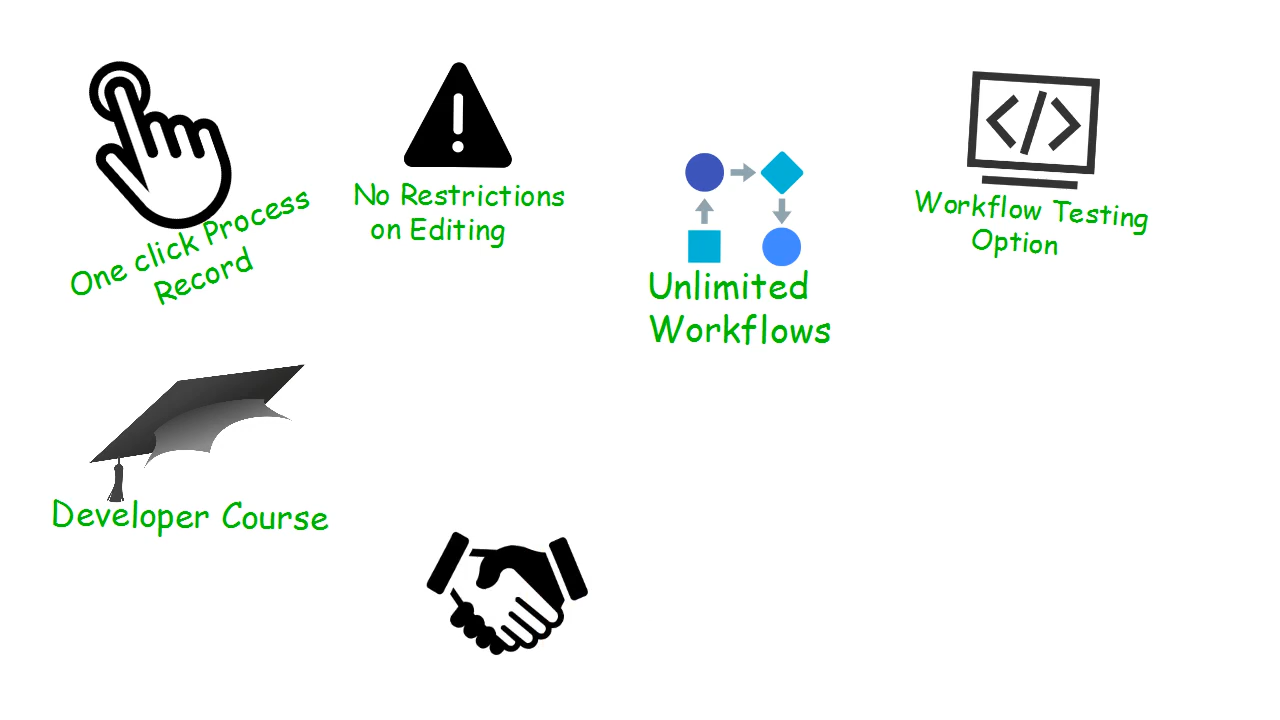 One click Process
Record
No Restrictions
on Editing
Unlimited
Workflows
Workflow Testing
Option
Developer Course